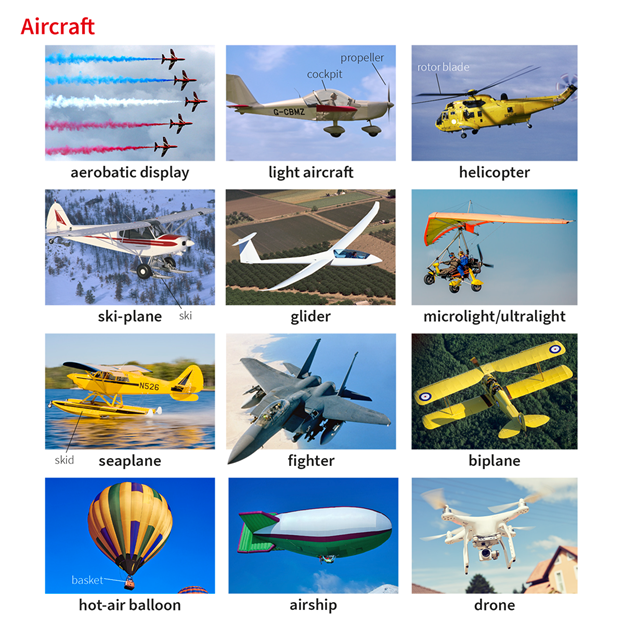 Aircraft
aerobatic display
cockpit
propeller
G-CBMZ
light aircraft
rotor blade
helicopter
ski-plane
ski
glider
microlight/ultralight
N526
skid
seaplane
fighter
biplane
basket
hot-air balloon
airship
drone